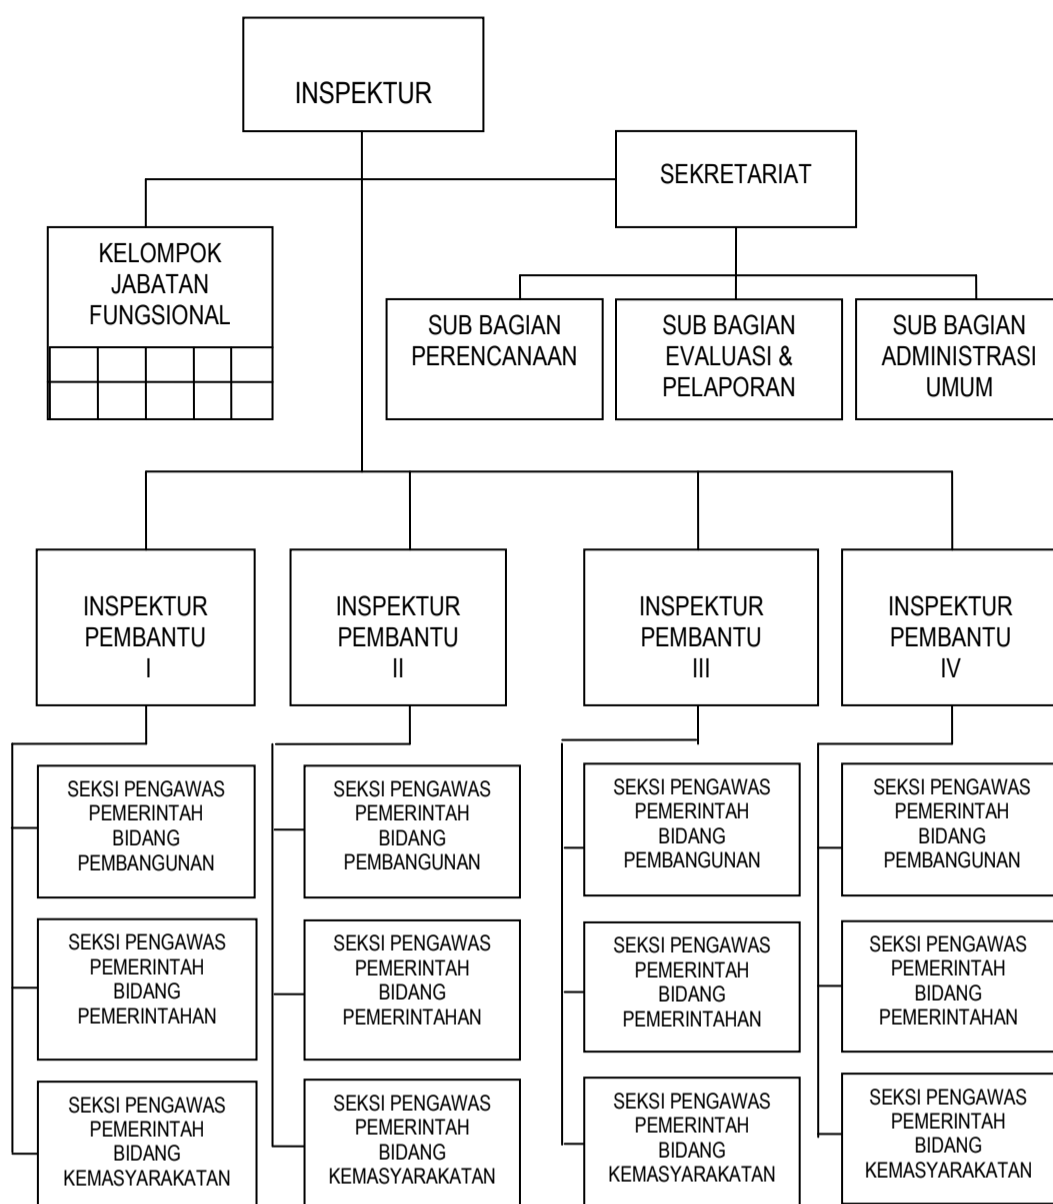 INSPEKTUR
SEKRETARIAT
KELOMPOK
JABATAN
FUNGSIONAL
SUB BAGIAN
PERENCANAAN
SUB BAGIAN
EVALUASI &
PELAPORAN
SUB BAGIAN
ADMINISTRASI
UMUM
INSPEKTUR
PEMBANTU
I
INSPEKTUR
PEMBANTU
II
INSPEKTUR
PEMBANTU
III
INSPEKTUR
PEMBANTU
IV
SEKSI PENGAWAS
PEMERINTAH
BIDANG
PEMBANGUNAN
SEKSI PENGAWAS
PEMERINTAH
BIDANG
PEMBANGUNAN
SEKSI PENGAWAS
PEMERINTAH
BIDANG
PEMBANGUNAN
SEKSI PENGAWAS
PEMERINTAH
BIDANG
PEMBANGUNAN
SEKSI PENGAWAS
PEMERINTAH
BIDANG
PEMERINTAHAN
SEKSI PENGAWAS
PEMERINTAH
BIDANG
PEMERINTAHAN
SEKSI PENGAWAS
PEMERINTAH
BIDANG
PEMERINTAHAN
SEKSI PENGAWAS
PEMERINTAH
BIDANG
PEMERINTAHAN
SEKSI PENGAWAS
PEMERINTAH
BIDANG
KEMASYARAKATAN
SEKSI PENGAWAS
PEMERINTAH
BIDANG
KEMASYARAKATAN
SEKSI PENGAWAS
PEMERINTAH
BIDANG
KEMASYARAKATAN
SEKSI PENGAWAS
PEMERINTAH
BIDANG
KEMASYARAKATAN